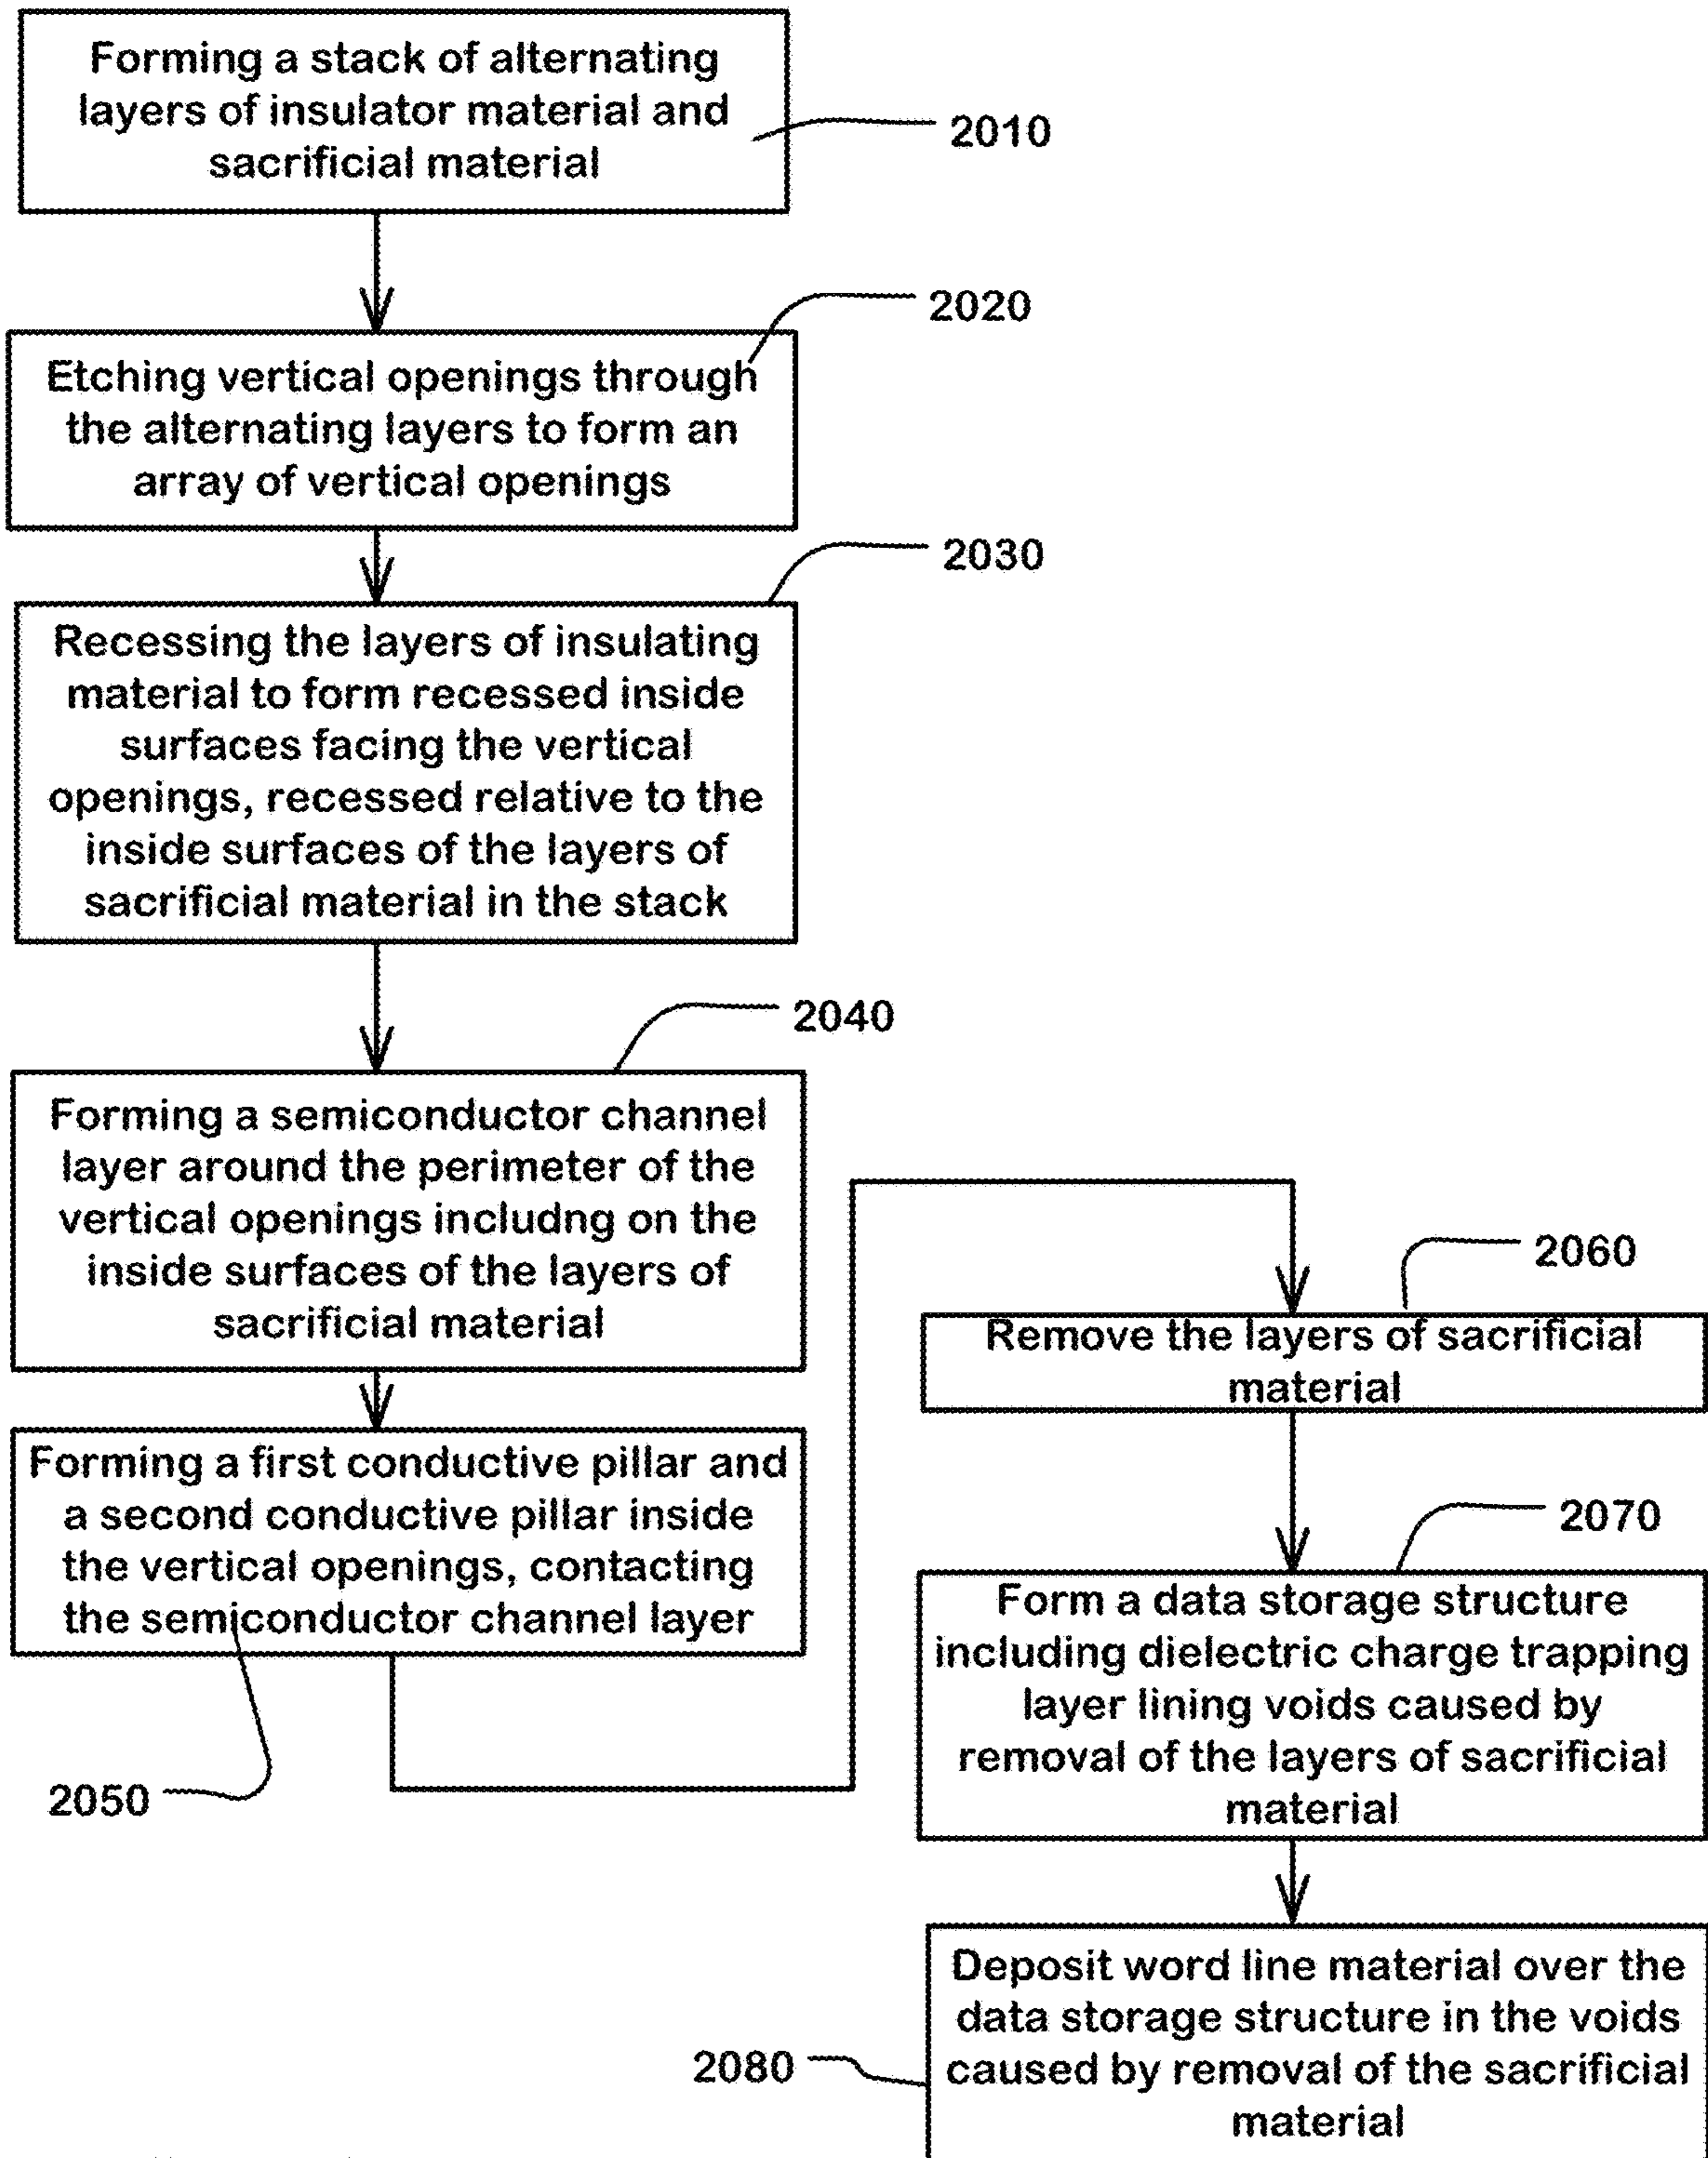 Forming a stack of alternating
layers of insulator material and
sacrificial material
2010
2020
Etching vertical openings through
the alternating layers to form an
array of vertical openings
2030
Recessing the layers of insulating
material to form recessed inside
surfaces facing the vertical
openings, recessed relative to the
inside surfaces of the layers of
sacrificial material in the stack
2040
Forming a semiconductor channel
layer around the perimeter of the
vertical openings includng on the
inside surfaces of the layers of
sacrificial material
Forming a first conductive pillar and
a second conductive pillar inside
the vertical openings, contacting
the semiconductor channel layer
2050
2060
Remove the layers of sacrificial
material
2070
Form a data storage structure
including dielectric charge trapping
layer lining voids caused by
removal of the layers of sacrificial
material
Deposit word line material over the
data storage structure in the voids
caused by removal of the sacrificial
material
2080